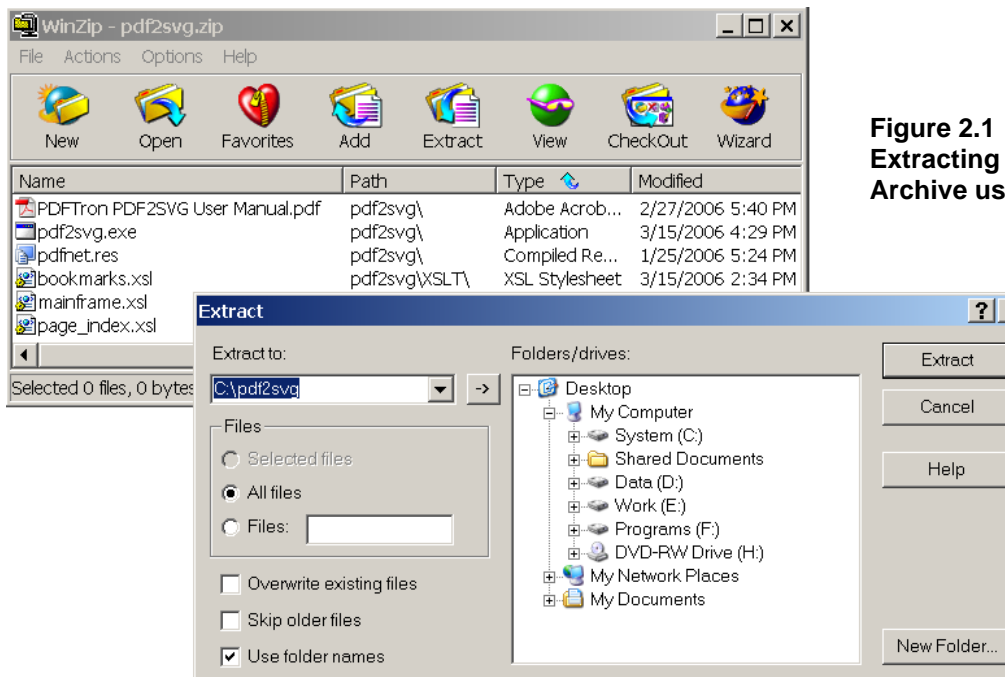 WinZip - pdf2svg.zip
File Actions Options Help
New Open Favorites Add Extract View CheckOut Wizard
Name Path Type Modified
PDFTron PDF2SVG User Manual.pdf pdf2svg\ Adobe Acrob... 2/27/2006 5:40 PM
pdf2svg.exe pdf2svg\ Application 3/15/2006 4:29 PM
pdfnet.res pdf2svg\ Compiled Re... 1/25/2006 5:24 PM
bookmarks.xsl pdf2svg\XSLT\ XSL Stylesheet 3/15/2006 2:34 PM
mainframe.xsl
page_index.xsl
Selected 0 files, 0 bytes
Extract
Extract to:
C:\pdf2svg
->
Files
Selected files
All files
Files:
Overwrite existing files
Skip older files
Use folder names
Folders/drives:
Desktop
My Computer
System (C:)
Shared Documents
Data (D:)
Work (E:)
Programs (F:)
DVD-RW Drive (H:)
My Network Places
My Documents
Extract
Cancel
Help
New Folder...
Figure 2.1
Extracting
Archive us